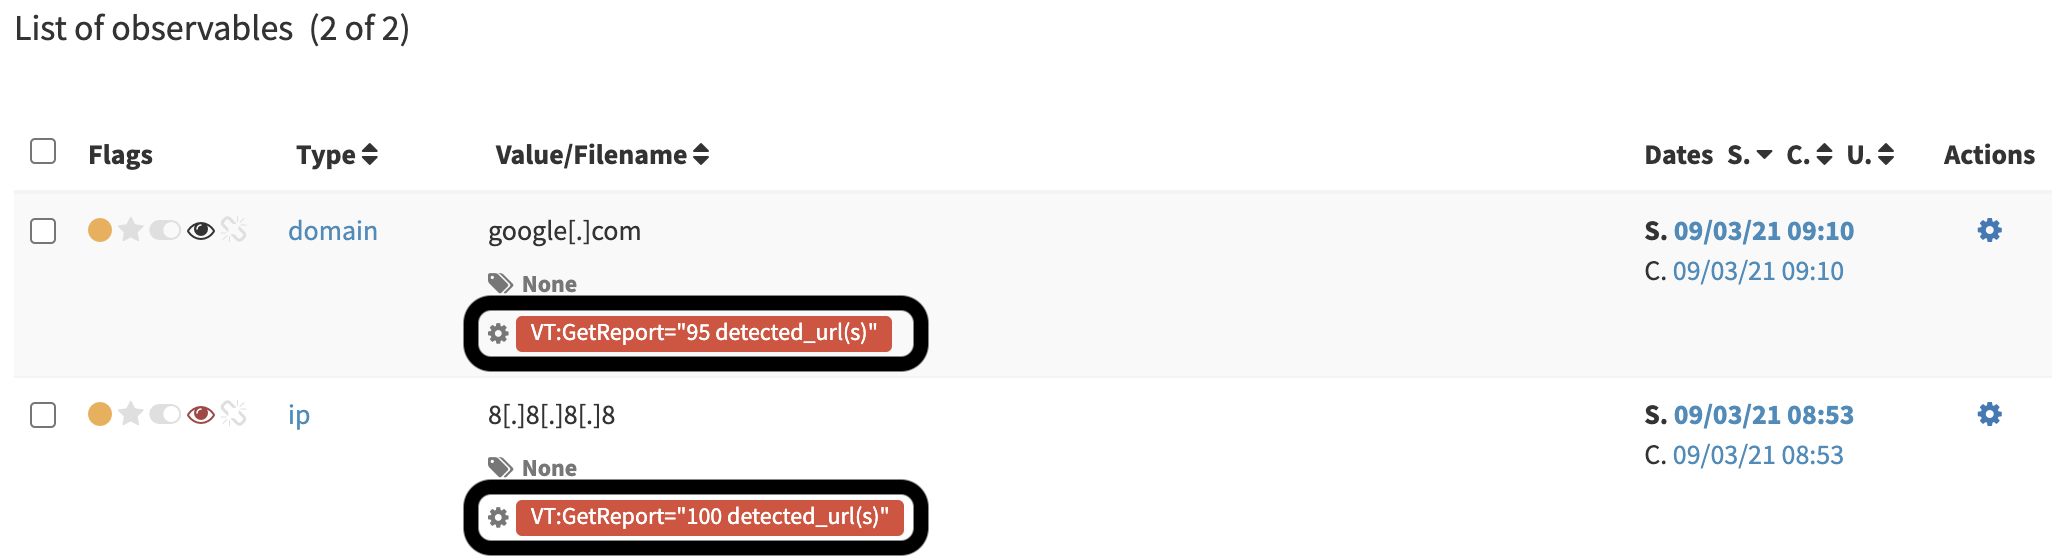 List of observables (2 of 2)
Flags Type Value/Filename Dates S. C. U. Actions
domain google[.]com S. 09/03/21 09:10
C. 09/03/21 09:10
None
VT:GetReport="95 detected_url(s)"
ip 8[.]8[.]8[.]8 S. 09/03/21 08:53
C. 09/03/21 08:53
None
VT:GetReport="100 detected_url(s)"